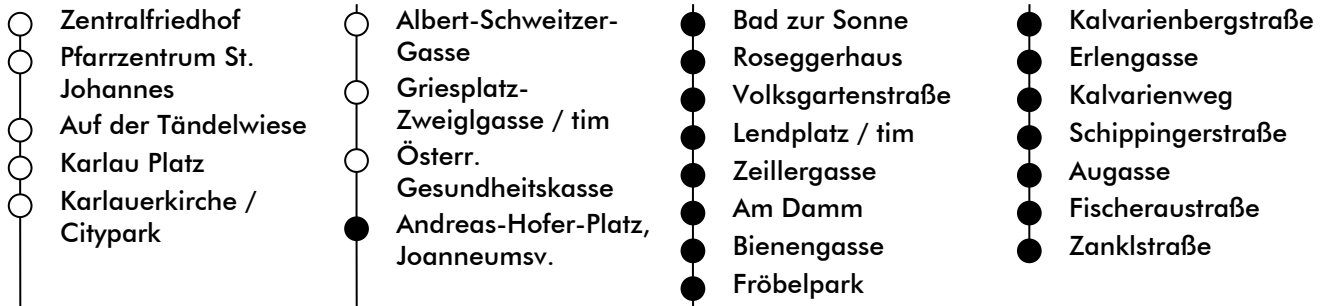 Zentralfriedhof
Pfarrzentrum St.
Johannes
Auf der Tändelwiese
Karlau Platz
Karlauerkirche /
Citypark
Albert-Schweitzer-
Gasse
Griesplatz-
Zweiglgasse / tim
Österr.
Gesundheitskasse
Andreas-Hofer-Platz,
Joanneumsv.
Bad zur Sonne
Roseggerhaus
Volksgartenstraße
Lendplatz / tim
Zeillergasse
Am Damm
Bienengasse
Fröbelpark
Kalvarienbergstraße
Erlengasse
Kalvarienweg
Schippingerstraße
Augasse
Fischeraustraße
Zanklstraße